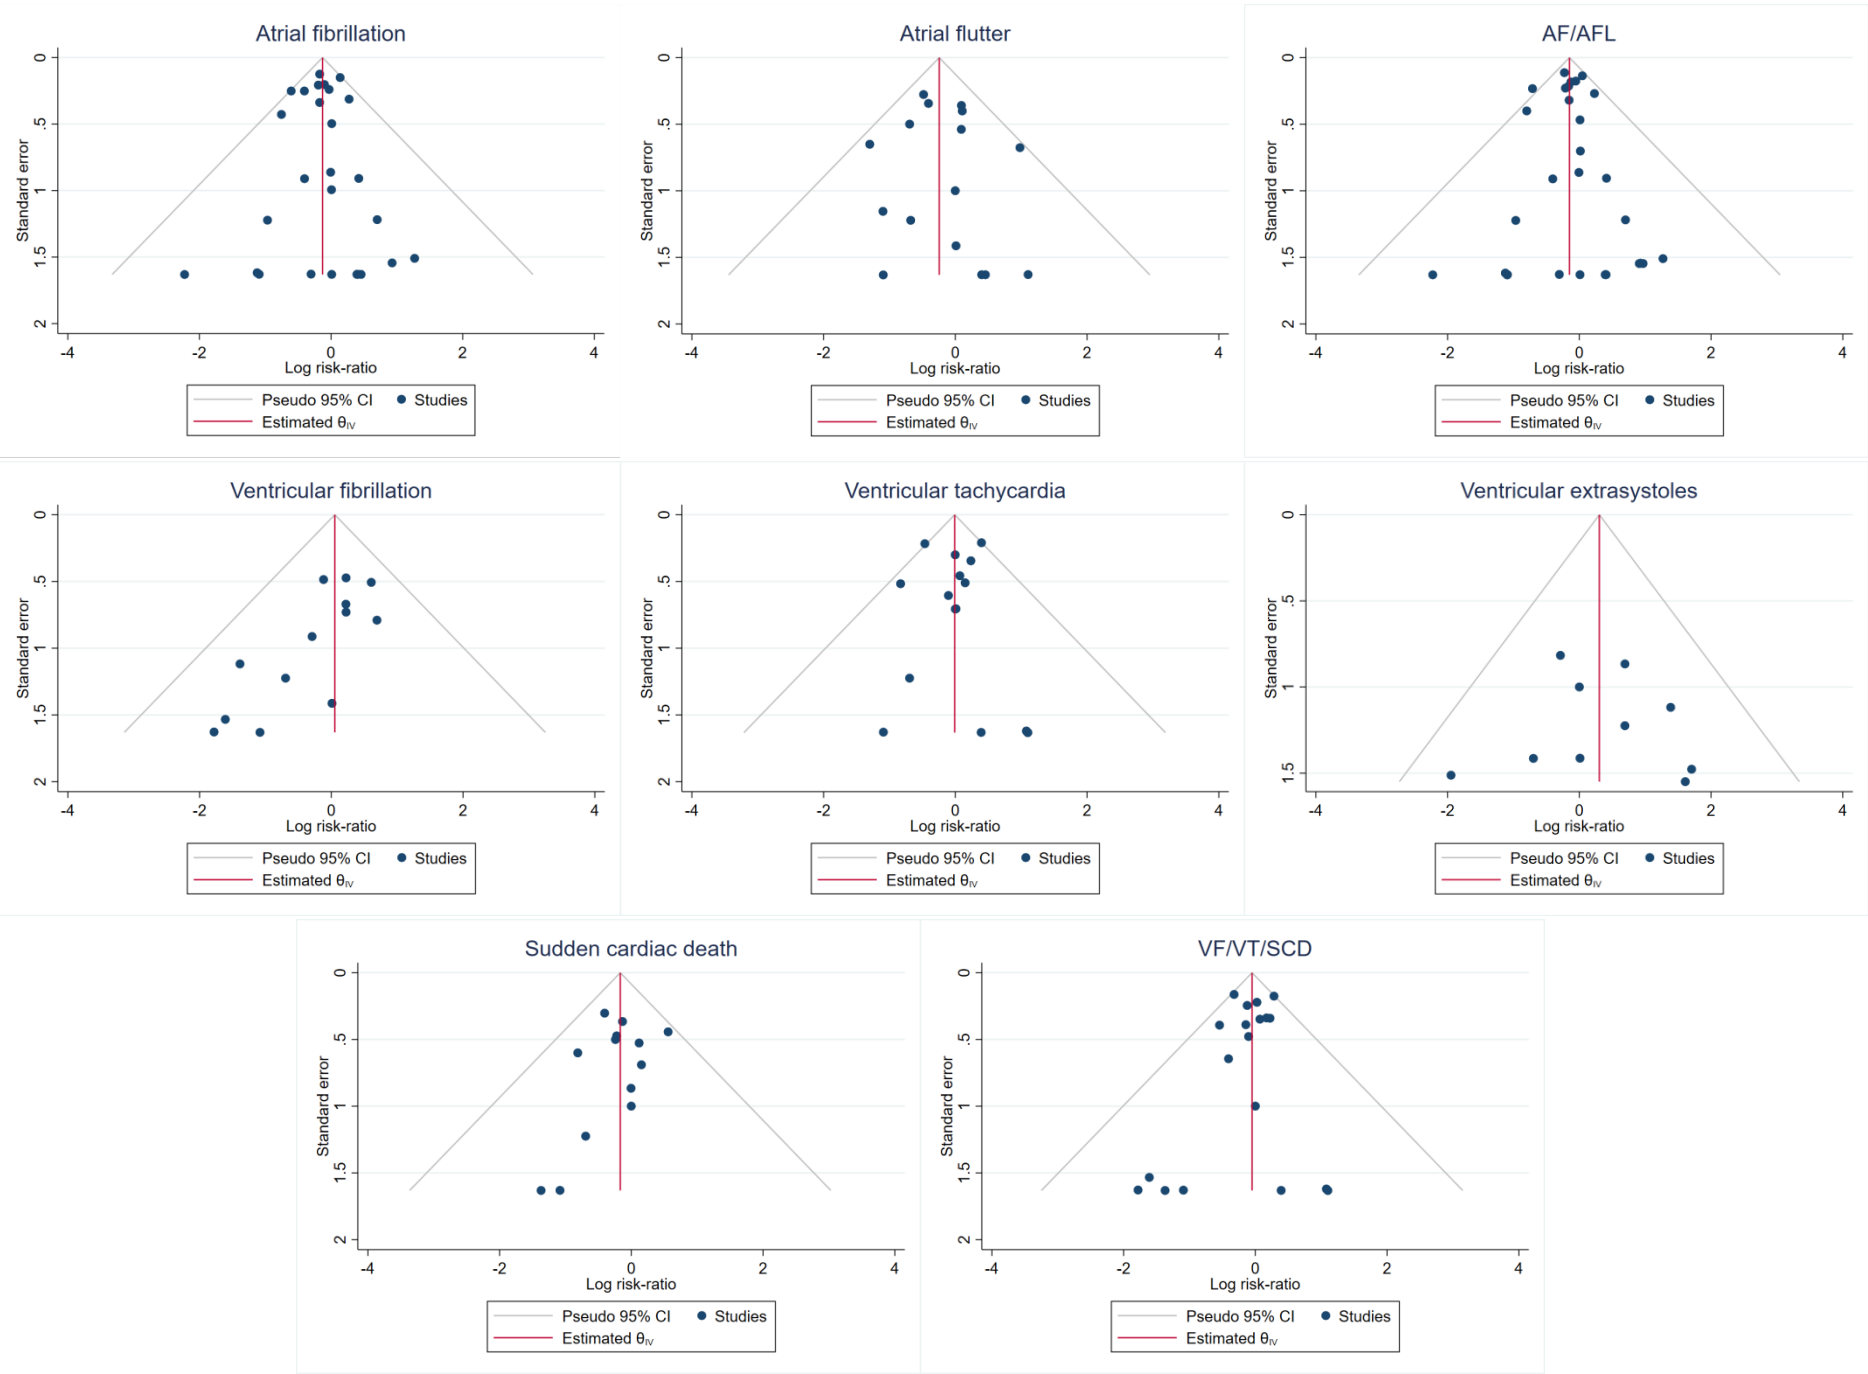 Atrial fibrillation
0
.5
1
1.5
2
Standard error
-4 -2 0 2 4
Log risk-ratio
Pseudo 95% CI Studies
Estimated θIV
Atrial flutter
0
.5
1
1.5
2
Standard error
-4 -2 0 2 4
Log risk-ratio
Pseudo 95% CI Studies
Estimated θIV
AF/AFL
0
.5
1
1.5
2
Standard error
-4 -2 0 2 4
Log risk-ratio
Pseudo 95% CI Studies
Estimated θIV
Ventricular fibrillation
0
.5
1
1.5
2
Standard error
-4 -2 0 2 4
Log risk-ratio
Pseudo 95% CI Studies
Estimated θIV
Ventricular tachycardia
0
.5
1
1.5
2
Standard error
-4 -2 0 2 4
Log risk-ratio
Pseudo 95% CI Studies
Estimated θIV
Ventricular extrasystoles
0
.5
1
1.5
Standard error
-4 -2 0 2 4
Log risk-ratio
Pseudo 95% CI Studies
Estimated θIV
Sudden cardiac death
0
.5
1
1.5
2
Standard error
-4 -2 0 2 4
Log risk-ratio
Pseudo 95% CI Studies
Estimated θIV
VF/VT/SCD
0
.5
1
1.5
2
Standard error
-4 -2 0 2 4
Log risk-ratio
Pseudo 95% CI Studies
Estimated θIV